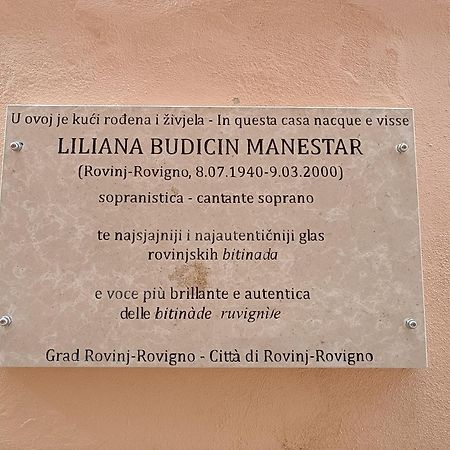 U ovoj je kući rođena i živjela - In questa casa nacque e visse
LILIANA BUDICIN MANESTAR
(Rovinj-Rovigno, 8.07.1940-9.03.2000)
sopranistica - cantante soprano
te najsjajniji i najautentičniji glas
rovinjskih bitinada
e voce più brillante e autentica
delle bitinàde ruvignìʃe
Grad Rovinj-Rovigno - Città di Rovinj-Rovigno